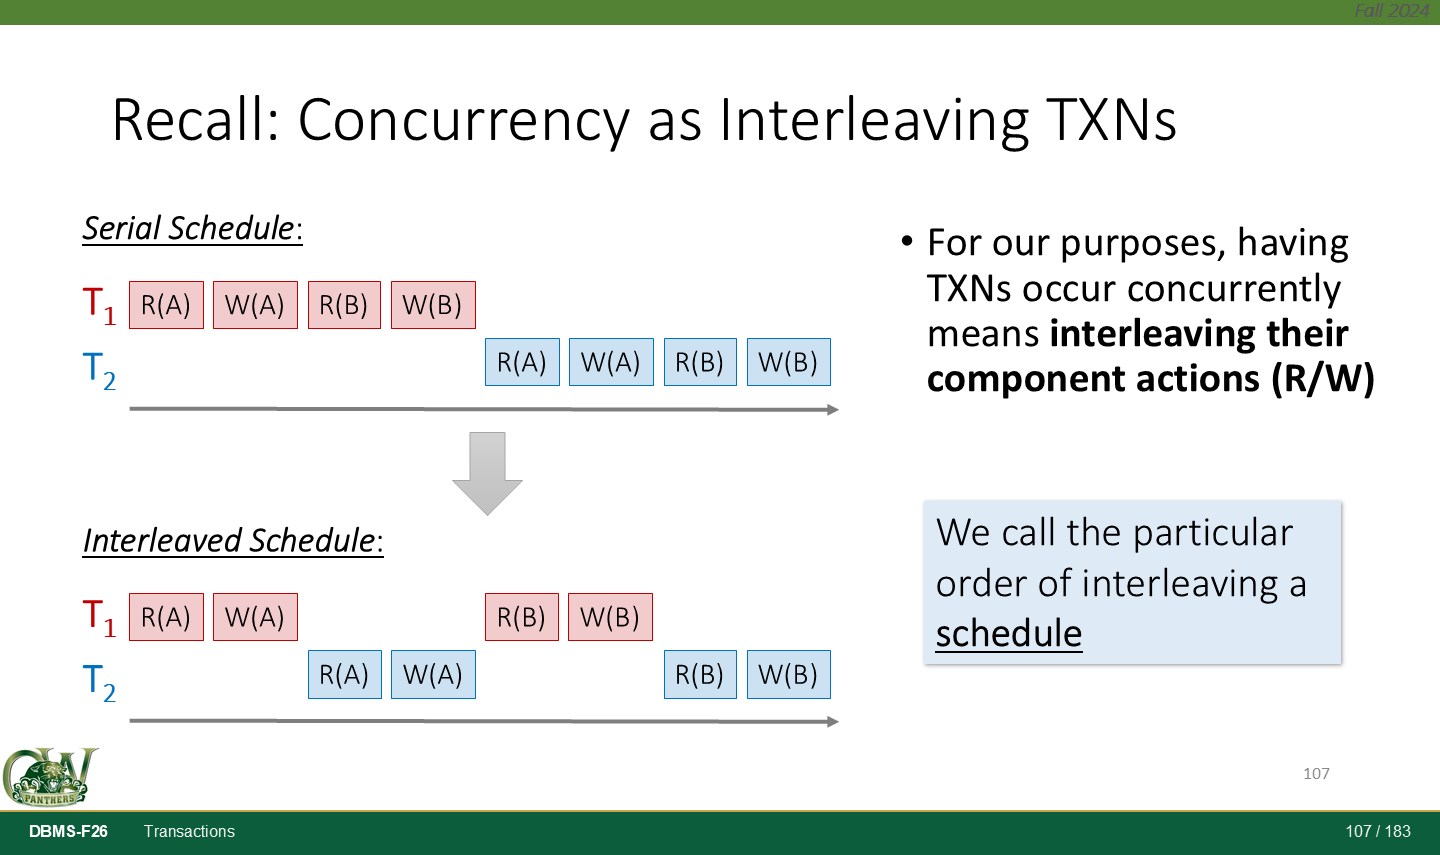 Fall 2024
Recall: Concurrency as Interleaving TXNs
Serial Schedule:
T1 R(A) W(A) R(B) W(B)
T2 R(A) W(A) R(B) W(B)
Interleaved Schedule:
T1 R(A) W(A) R(B) W(B)
T2 R(A) W(A) R(B) W(B)
• For our purposes, having
TXNs occur concurrently
means interleaving their
component actions (R/W)
We call the particular
order of interleaving a
schedule
107
OW
PANTHERS
DBMS-F26 Transactions 107 / 183